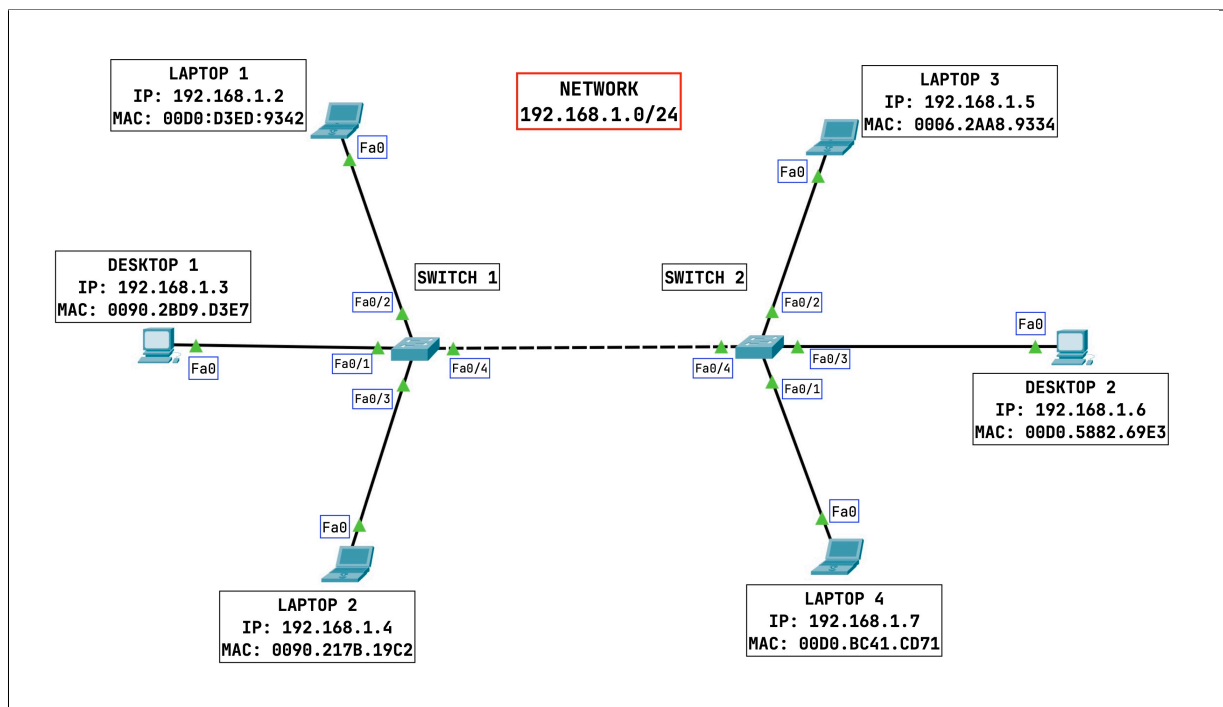 LAPTOP 1
IP: 192.168.1.2
MAC: 00D0:D3ED:9342
Fa0
NETWORK
192.168.1.0/24
LAPTOP 3
IP: 192.168.1.5
MAC: 0006.2AA8.9334
Fa0
DESKTOP 1
IP: 192.168.1.3
MAC: 0090.2BD9.D3E7
Fa0
SWITCH 1
Fa0/2
Fa0/1
Fa0/3
Fa0/4
SWITCH 2
Fa0/2
Fa0/4
Fa0/3
Fa0/1
Fa0
DESKTOP 2
IP: 192.168.1.6
MAC: 00D0.5882.69E3
Fa0
LAPTOP 2
IP: 192.168.1.4
MAC: 0090.217B.19C2
Fa0
LAPTOP 4
IP: 192.168.1.7
MAC: 00D0.BC41.CD71